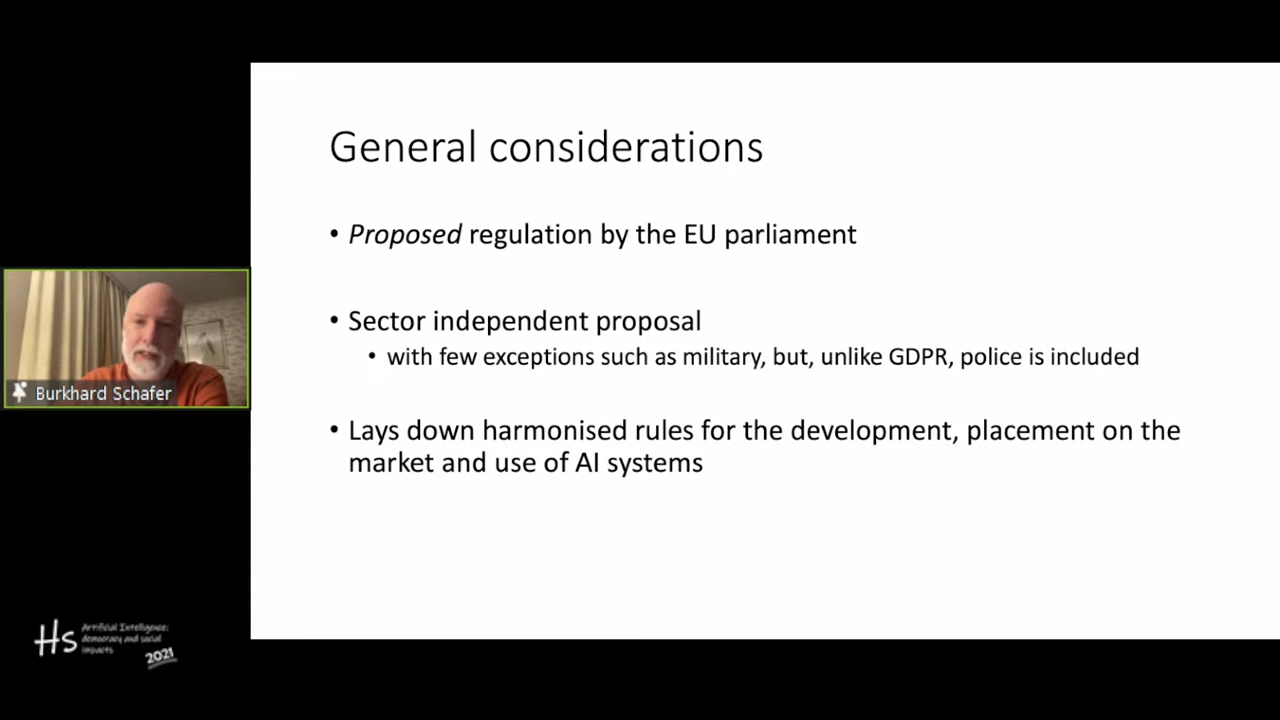 General considerations
• Proposed regulation by the EU parliament
• Sector independent proposal
• with few exceptions such as military, but, unlike GDPR, police is included
• Lays down harmonised rules for the development, placement on the
market and use of AI systems
Burkhard Schafer
Hs
Artificial Intelligence:
democracy and social
impacts
2021